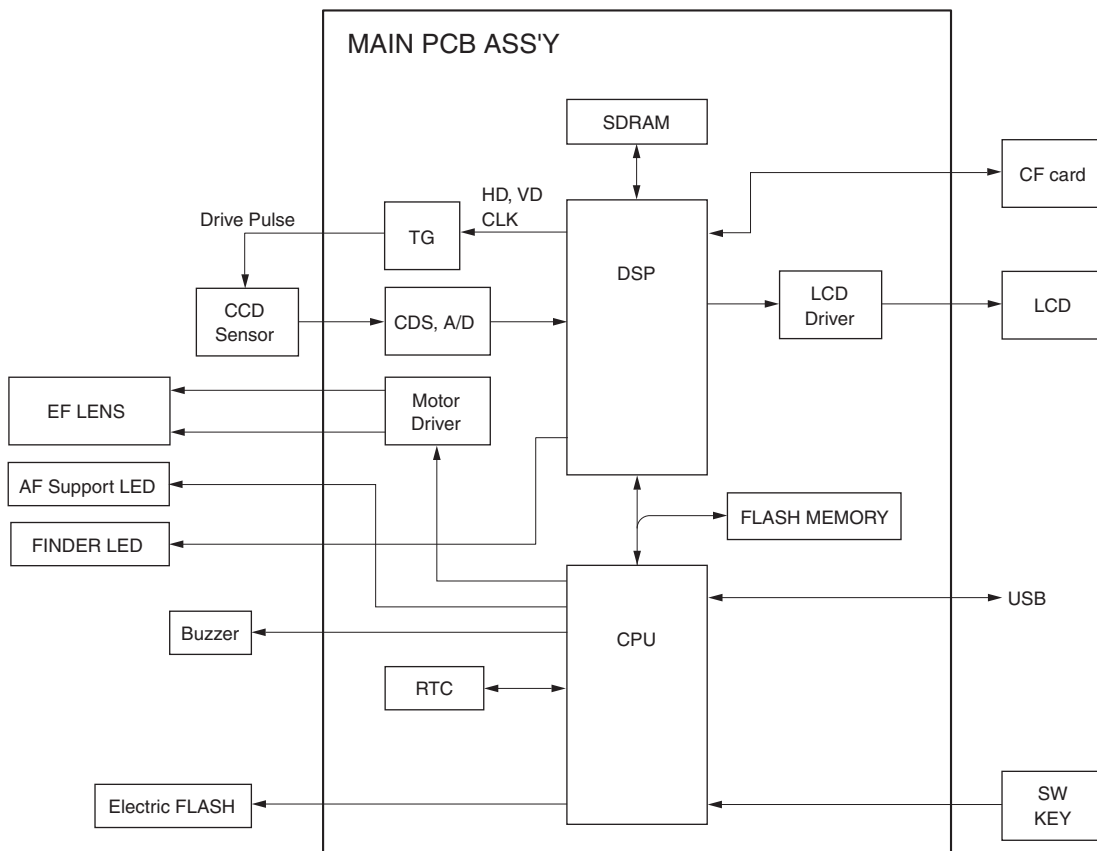 MAIN PCB ASS'Y
SDRAM
CF card
HD, VD
CLK
Drive Pulse
TG
DSP
CCD
Sensor
CDS, A/D
LCD
Driver
LCD
EF LENS
Motor
Driver
AF Support LED
FLASH MEMORY
FINDER LED
USB
Buzzer
CPU
RTC
Electric FLASH
SW
KEY